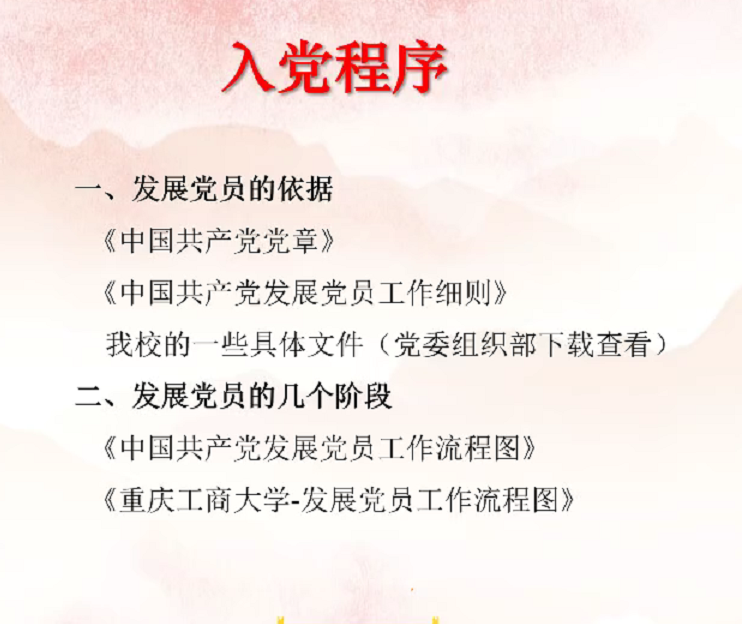 入党程序
一、发展党员的依据
《中国共产党党章》
《中国共产党发展党员工作细则》
我校的一些具体文件（党委组织部下载查看）
二、发展党员的几个阶段
《中国共产党发展党员工作流程图》
《重庆工商大学-发展党员工作流程图》